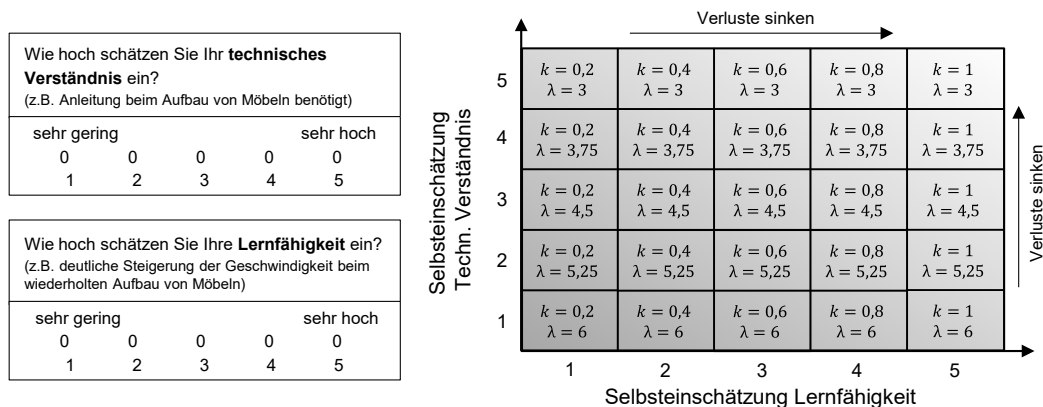 Wie hoch schätzen Sie Ihr technisches
Verständnis ein?
(z.B. Anleitung beim Aufbau von Möbeln benötigt)
sehr gering sehr hoch
0 0 0 0 0
1 2 3 4 5
Wie hoch schätzen Sie Ihre Lernfähigkeit ein?
(z.B. deutliche Steigerung der Geschwindigkeit beim
wiederholten Aufbau von Möbeln)
sehr gering sehr hoch
0 0 0 0 0
1 2 3 4 5
Verluste sinken
Selbsteinschätzung
Techn. Verständnis
5
k = 0,2 k = 0,4 k = 0,6 k = 0,8 k = 1
λ = 3 λ = 3 λ = 3 λ = 3 λ = 3
4
k = 0,2 k = 0,4 k = 0,6 k = 0,8 k = 1
λ = 3,75 λ = 3,75 λ = 3,75 λ = 3,75 λ = 3,75
3
k = 0,2 k = 0,4 k = 0,6 k = 0,8 k = 1
λ = 4,5 λ = 4,5 λ = 4,5 λ = 4,5 λ = 4,5
2
k = 0,2 k = 0,4 k = 0,6 k = 0,8 k = 1
λ = 5,25 λ = 5,25 λ = 5,25 λ = 5,25 λ = 5,25
1
k = 0,2 k = 0,4 k = 0,6 k = 0,8 k = 1
λ = 6 λ = 6 λ = 6 λ = 6 λ = 6
1 2 3 4 5
Selbsteinschätzung Lernfähigkeit
Verluste sinken